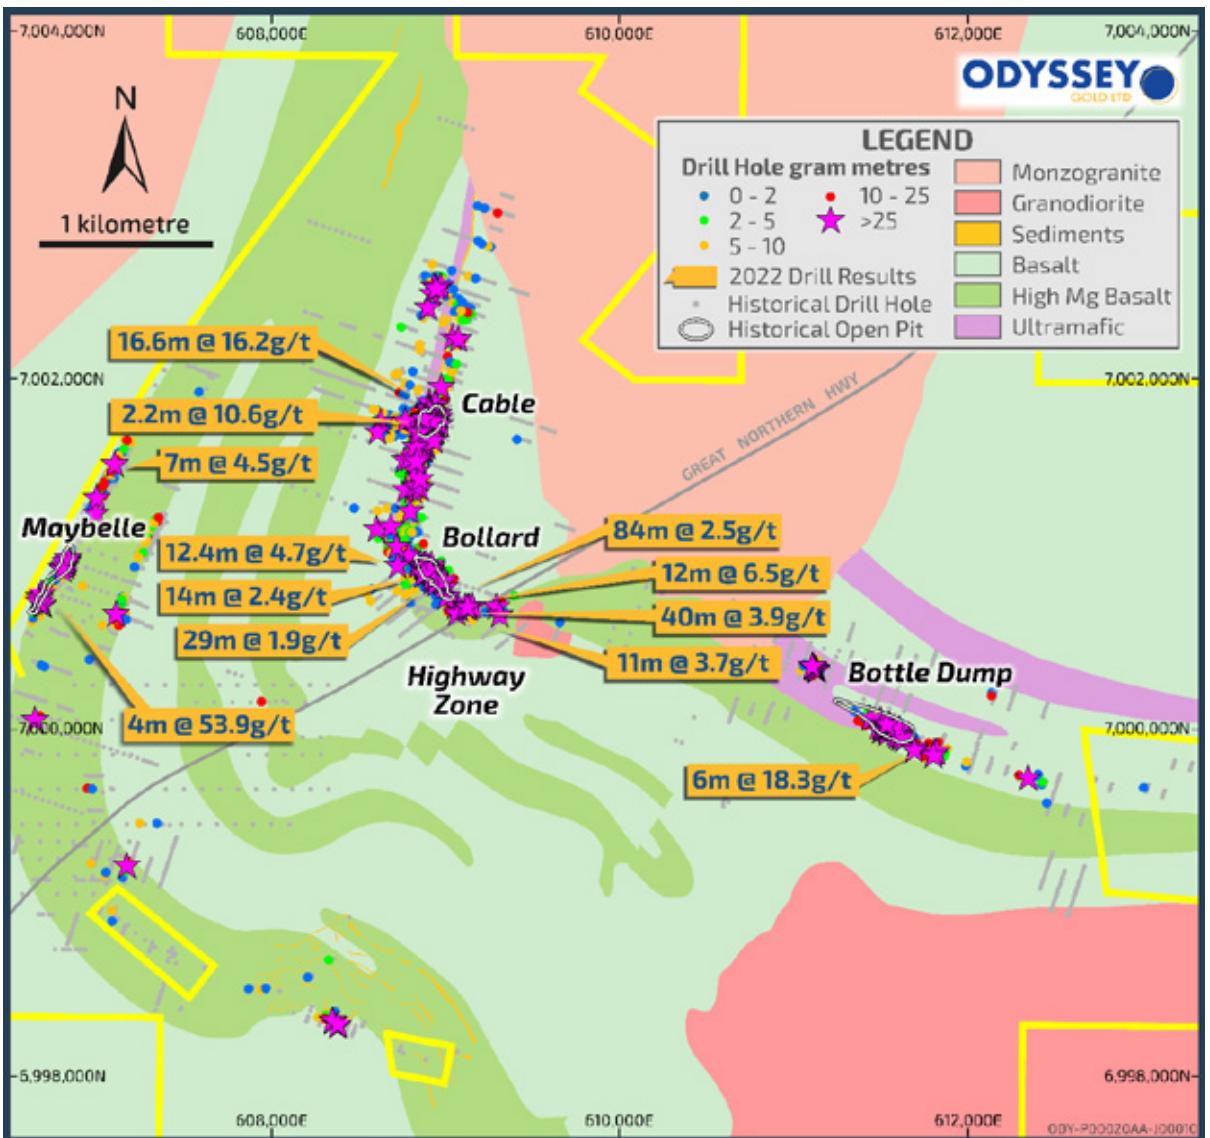 7,004,000N 608,000E 610,000E 612,000E 7,004,000N
ODYSSEY
GOLD LTD
N
1 kilometre
LEGEND
Drill Hole gram metres
0 - 2
2 - 5
5 - 10
10 - 25
>25
2022 Drill Results
Historical Drill Hole
Historical Open Pit
Monzogranite
Granodiorite
Sediments
Basalt
High Mg Basalt
Ultramafic
16.6m @ 16.2g/t
7,002,000N
7,002,000N
GREAT NORTHERN HWY
2.2m @ 10.6g/t
Cable
7m @ 4.5g/t
Maybelle
Bollard
84m @ 2.5g/t
12.4m @ 4.7g/t
12m @ 6.5g/t
14m @ 2.4g/t
40m @ 3.9g/t
29m @ 1.9g/t
11m @ 3.7g/t
Highway
Zone
Bottle Dump
4m @ 53.9g/t
7,000,000N
7,000,000N
6m @ 18.3g/t
6,998,000N
6,998,000N
608,000E 610,000E 612,000E
ODY-P00020AA-J00010